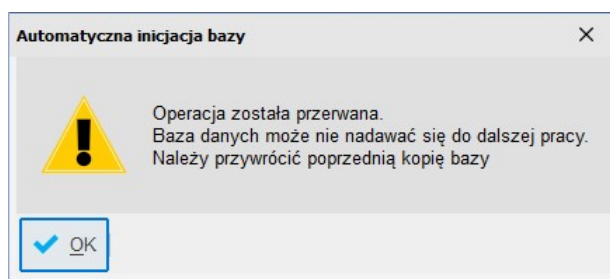 Automatyczna inicjacja bazy
Operacja została przerwana.
Baza danych może nie nadawać się do dalszej pracy.
Należy przywrócić poprzednią kopię bazy
OK